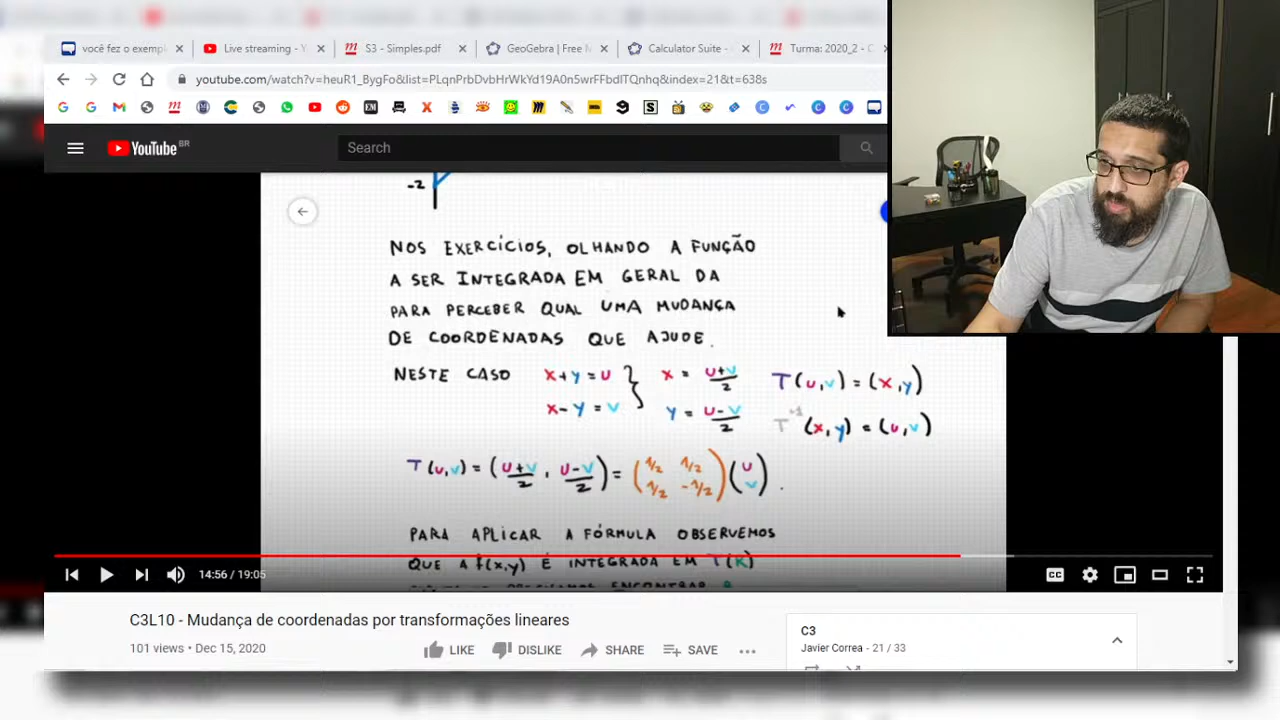 você fez o exempl
Live streaming - Y
S3 - Simples.pdf
GeoGebra | Free M
Calculator Suite -
Turma: 2020_2 - C
youtube.com/watch?v=heuR1_BygFo&list=PLqnPrbDvbHrWkYd19A0n5wrFFbdlTQnhq&index=21&t=638s
YouTube BR
Search
-2
NOS EXERCÍCIOS, OLHANDO A FUNÇÃO
A SER INTEGRADA EM GERAL DA
PARA PERCEBER QUAL UMA MUDANÇA
DE COORDENADAS QUE AJUDE.
NESTE CASO x+y=u } x = u+v/2 T(u,v)=(x,y)
x-y=v y = u-v/2 T⁻¹(x,y)=(u,v)
T(u,v)=(u+v/2, u-v/2)=(1/2 1/2 1/2 -1/2)(u v).
PARA APLICAR A FÓRMULA OBSERVEMOS
QUE A f(x,y) É INTEGRADA EM T(R)
14:56 / 19:05
CC
C3L10 - Mudança de coordenadas por transformações lineares
101 views • Dec 15, 2020
LIKE
DISLIKE
SHARE
SAVE
C3
Javier Correa - 21 / 33